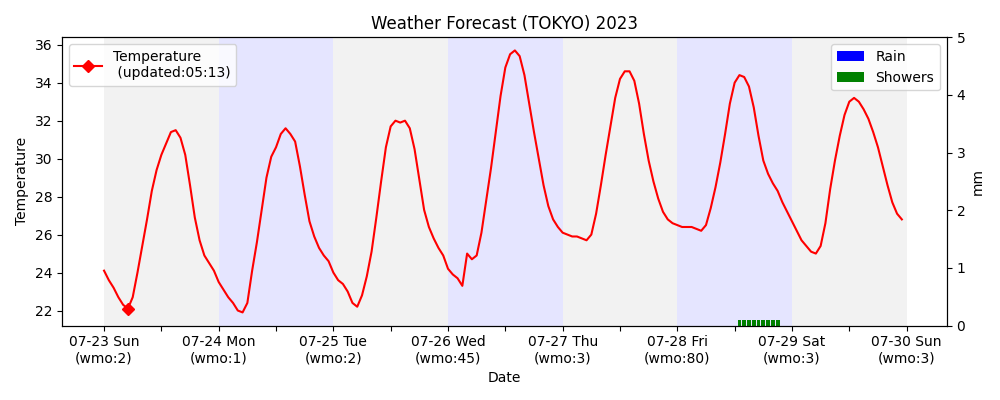 Weather Forecast (TOKYO) 2023
Temperature
(updated:05:13)
Rain
Showers
Temperature
36
34
32
30
28
26
24
22
5
4
3
2
1
0
mm
07-23 Sun
(wmo:2)
07-24 Mon
(wmo:1)
07-25 Tue
(wmo:2)
07-26 Wed
(wmo:45)
07-27 Thu
(wmo:3)
07-28 Fri
(wmo:80)
07-29 Sat
(wmo:3)
07-30 Sun
(wmo:3)
Date